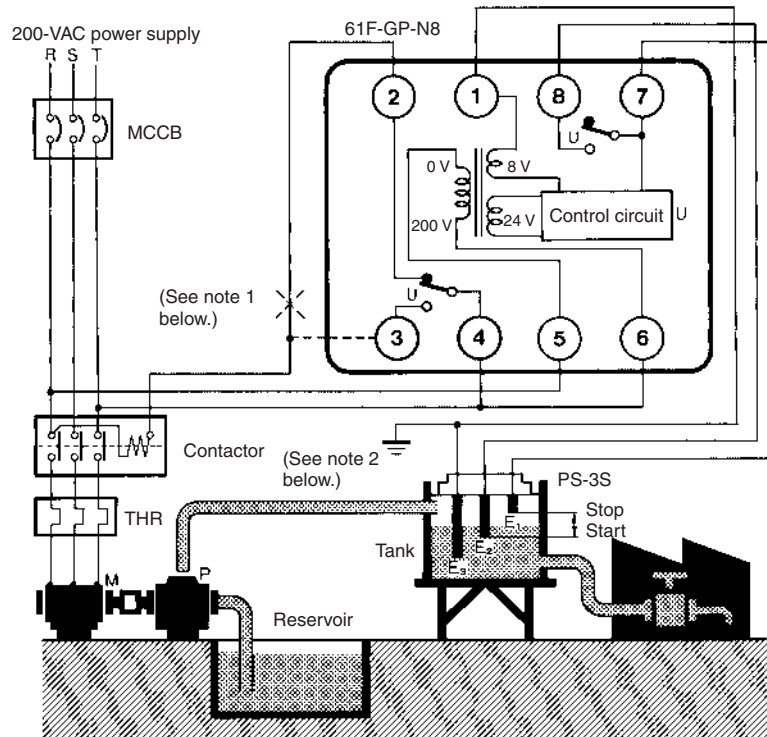 200-VAC power supply
R S T
61F-GP-N8
MCCB
2 1 8 7
U
0 V
8 V
200 V
24 V
Control circuit
U
(See note 1
below.)
U
3 4 5 6
Contactor
(See note 2
below.)
PS-3S
THR
Stop
E1
Start
Tank
E2
E3
M
P
Reservoir